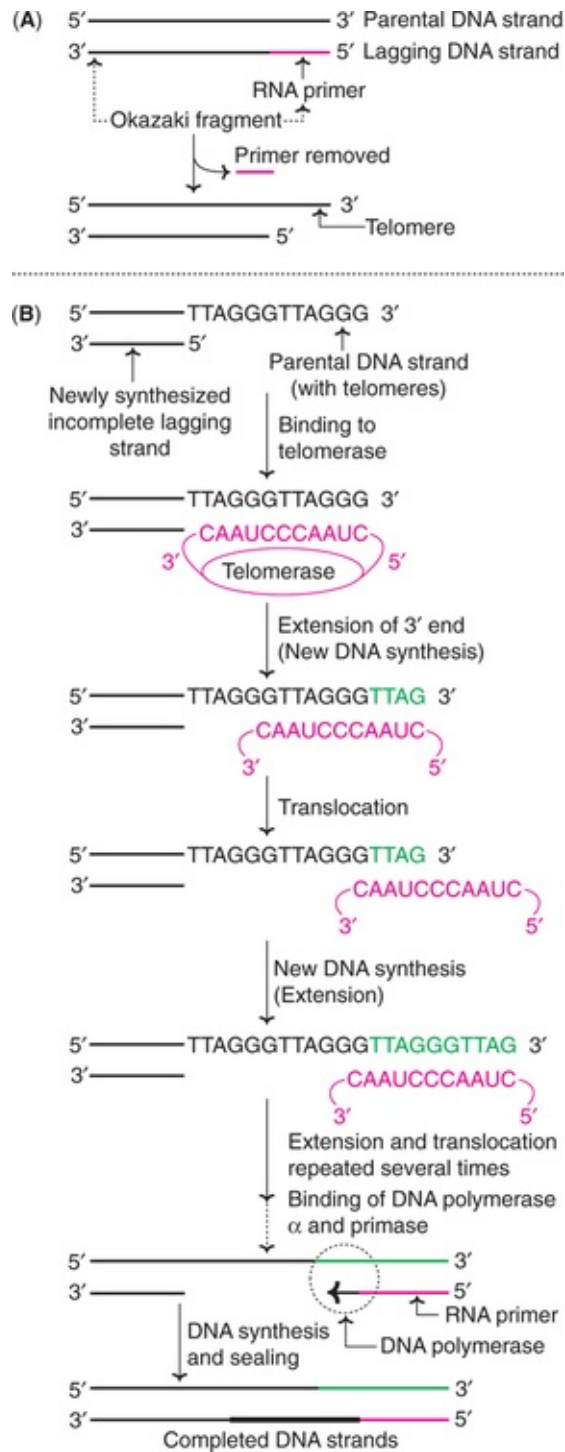 (A)
5′ 3′ Parental DNA strand
3′ 5′ Lagging DNA strand
RNA primer
Okazaki fragment
Primer removed
5′ 3′
Telomere
3′ 5′
(B)
5′ TTAGGGTTAGGG 3′
3′ 5′
Parental DNA strand
(with telomeres)
Newly synthesized
incomplete lagging
strand
Binding to
telomerase
5′ TTAGGGTTAGGG 3′
3′ CAAUCCCAAUC
3′ 5′
Telomerase
Extension of 3′ end
(New DNA synthesis)
5′ TTAGGGTTAGGGTTAG 3′
3′ CAAUCCCAAUC
3′ 5′
Translocation
5′ TTAGGGTTAGGGTTAG 3′
3′ CAAUCCCAAUC
3′ 5′
New DNA synthesis
(Extension)
5′ TTAGGGTTAGGGTTAGGGTTAG 3′
3′ CAAUCCCAAUC
3′ 5′
Extension and translocation
repeated several times
Binding of DNA polymerase
α and primase
5′ 3′
3′ 5′
RNA primer
DNA polymerase
DNA synthesis
and sealing
5′ 3′
3′ 5′
Completed DNA strands